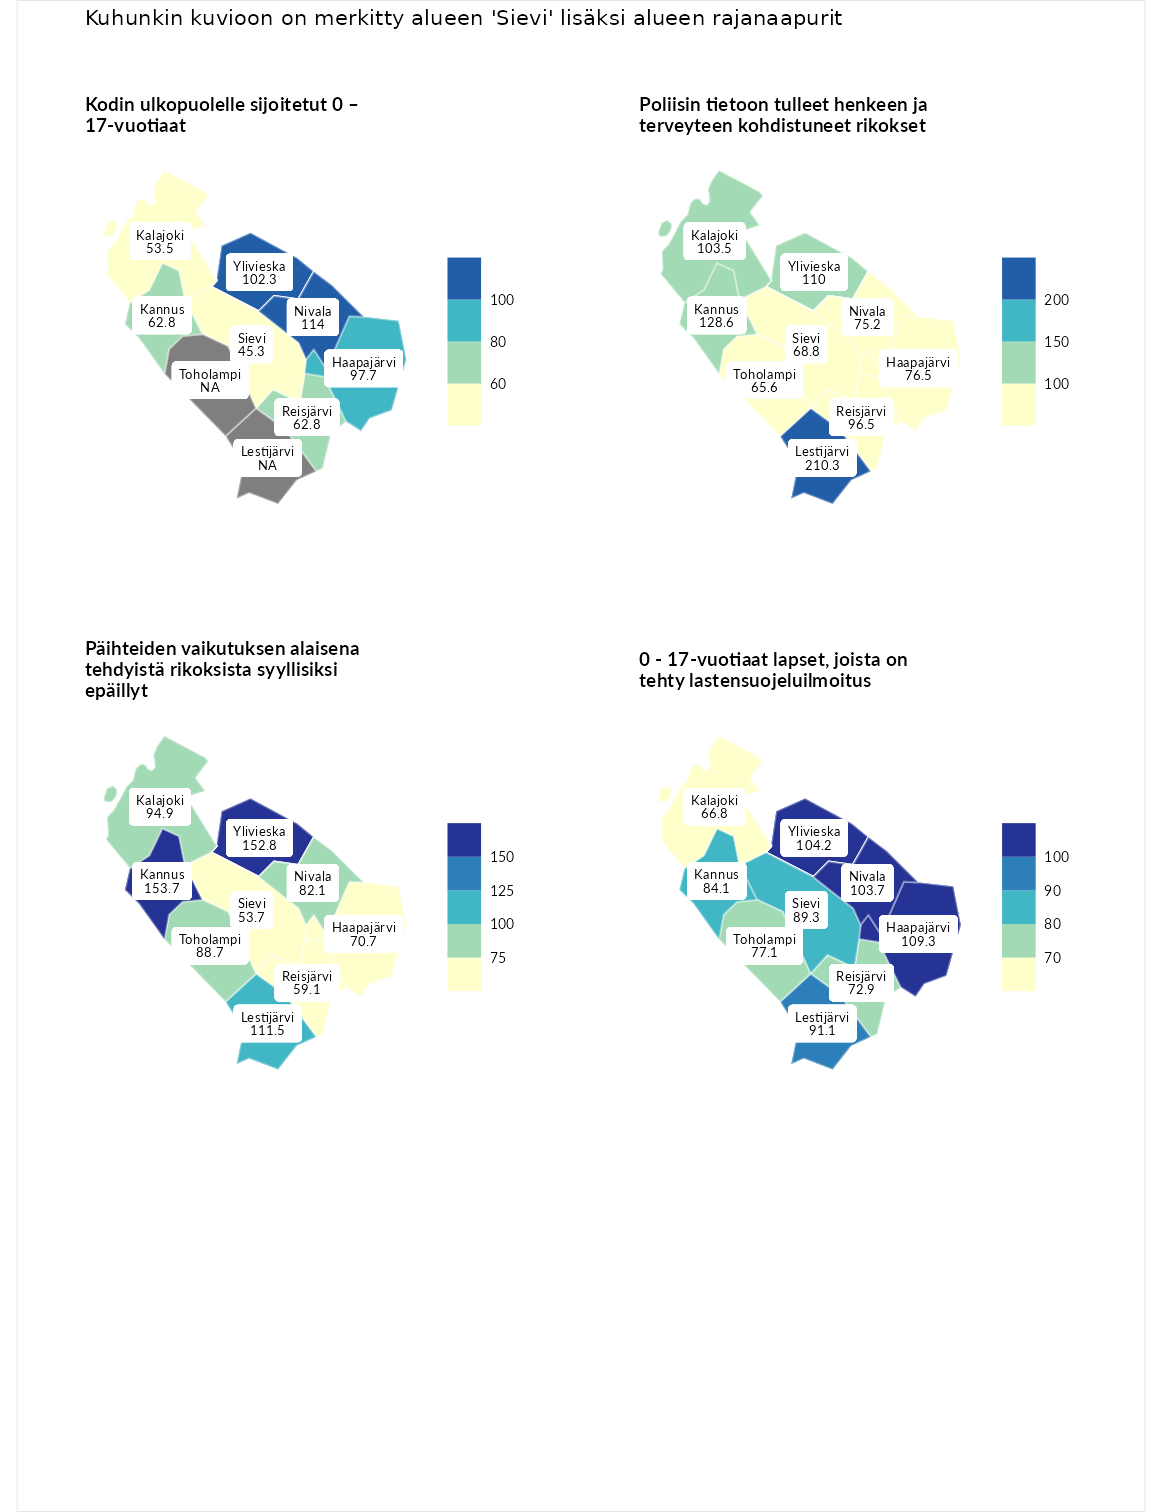 Kuhunkin kuvioon on merkitty alueen 'Sievi' lisäksi alueen rajanaapurit
Kodin ulkopuolelle sijoitetut 0 –
17-vuotiaat
Kalajoki
53.5
Ylivieska
102.3
Kannus
62.8
Nivala
114
Sievi
45.3
Haapajärvi
97.7
Toholampi
NA
Reisjärvi
62.8
Lestijärvi
NA
100
80
60
Poliisin tietoon tulleet henkeen ja
terveyteen kohdistuneet rikokset
Kalajoki
103.5
Ylivieska
110
Kannus
128.6
Nivala
75.2
Sievi
68.8
Haapajärvi
76.5
Toholampi
65.6
Reisjärvi
96.5
Lestijärvi
210.3
200
150
100
Päihteiden vaikutuksen alaisena
tehdyistä rikoksista syyllisiksi
epäillyt
Kalajoki
94.9
Ylivieska
152.8
Kannus
153.7
Nivala
82.1
Sievi
53.7
Haapajärvi
70.7
Toholampi
88.7
Reisjärvi
59.1
Lestijärvi
111.5
150
125
100
75
0 - 17-vuotiaat lapset, joista on
tehty lastensuojeluilmoitus
Kalajoki
66.8
Ylivieska
104.2
Kannus
84.1
Nivala
103.7
Sievi
89.3
Haapajärvi
109.3
Toholampi
77.1
Reisjärvi
72.9
Lestijärvi
91.1
100
90
80
70